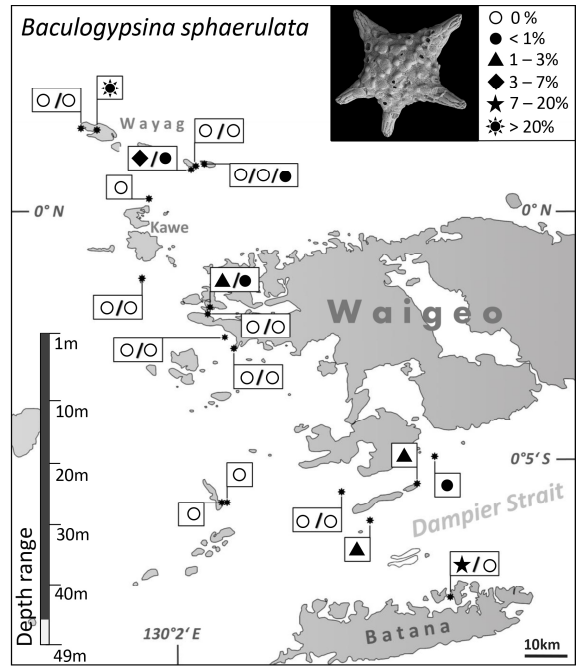 Baculogypsina sphaerulata
0 %
< 1%
1 – 3%
3 – 7%
7 – 20%
> 20%
Wayag
0° N
0° N
Kawe
Waigeo
1m
10m
20m
30m
40m
49m
Depth range
0°5‘ S
Dampier Strait
Batana
130°2‘ E
10km